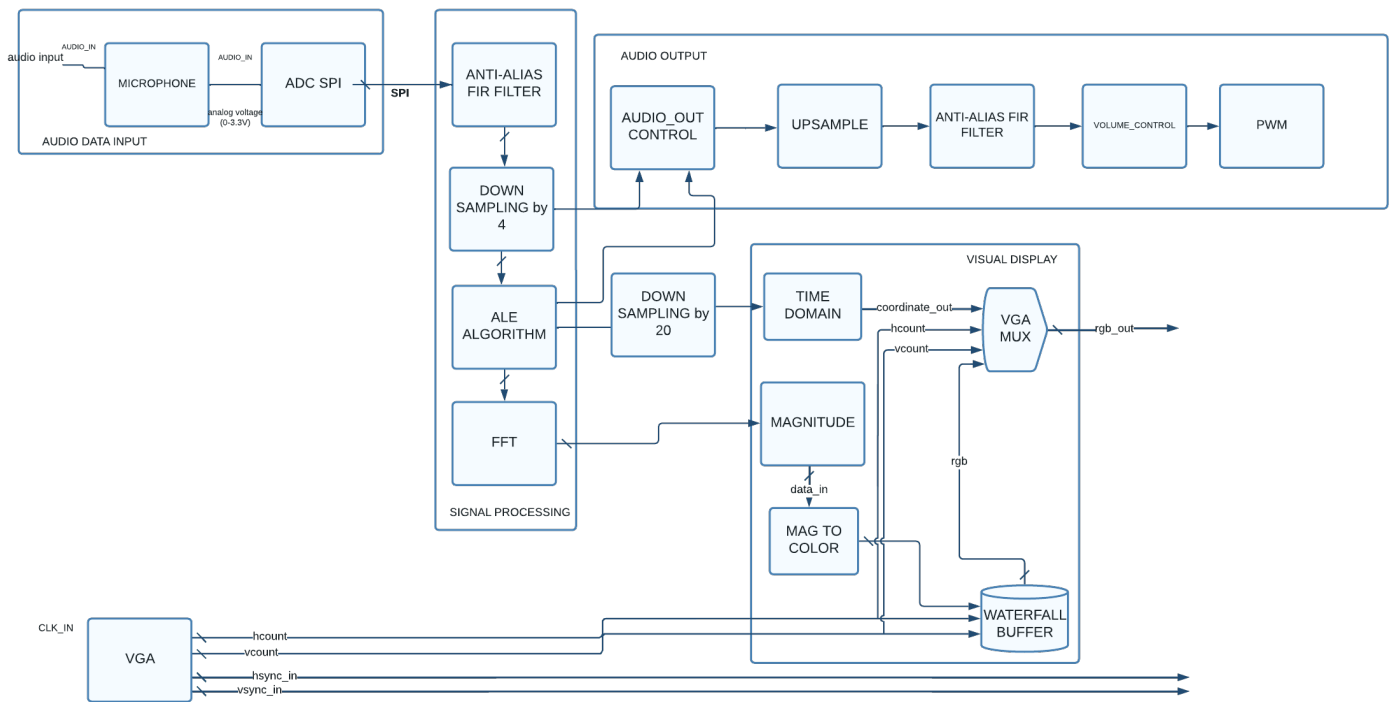 audio input
AUDIO_IN
MICROPHONE
AUDIO_IN
analog voltage
(0-3.3V)
ADC SPI
AUDIO DATA INPUT
SPI
ANTI-ALIAS
FIR FILTER
DOWN
SAMPLING by
4
ALE
ALGORITHM
FFT
SIGNAL PROCESSING
AUDIO OUTPUT
AUDIO_OUT
CONTROL
UPSAMPLE
ANTI-ALIAS FIR
FILTER
VOLUME_CONTROL
PWM
DOWN
SAMPLING by
20
VISUAL DISPLAY
TIME
DOMAIN
coordinate_out
hcount
vcount
VGA
MUX
rgb_out
MAGNITUDE
data_in
MAG TO
COLOR
rgb
WATERFALL
BUFFER
CLK_IN
VGA
hcount
vcount
hsync_in
vsync_in